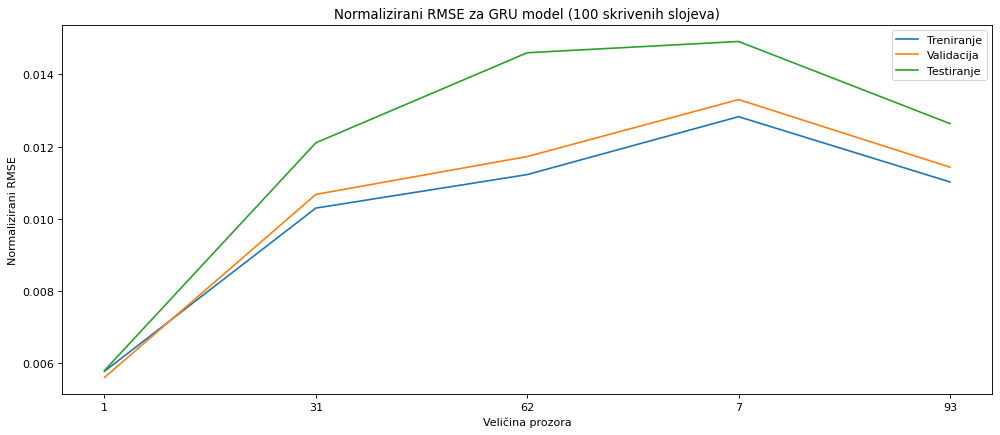 Normalizirani RMSE za GRU model (100 skrivenih slojeva)
Treniranje
Validacija
Testiranje
Normalizirani RMSE
0.014
0.012
0.010
0.008
0.006
1 31 62 7 93
Veličina prozora